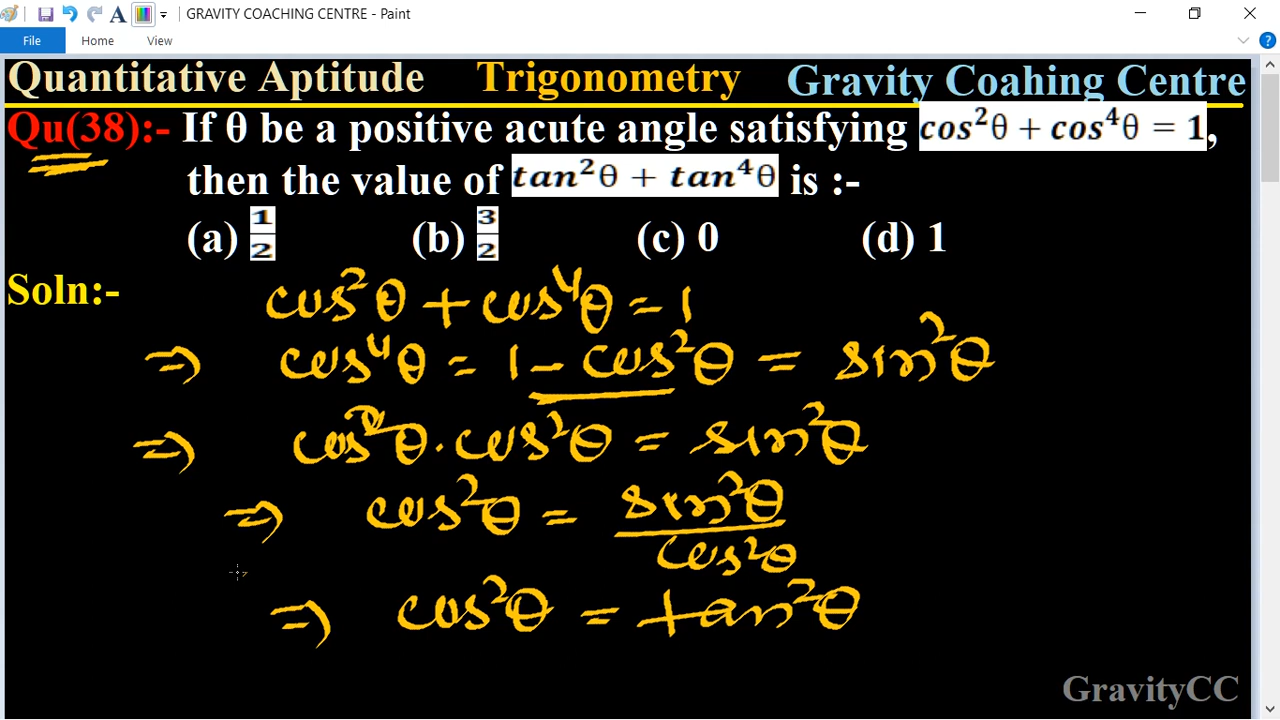 GRAVITY COACHING CENTRE - Paint
File Home View
Quantitative Aptitude Trigonometry Gravity Coahing Centre
Qu(38):- If θ be a positive acute angle satisfying cos²θ + cos⁴θ = 1,
then the value of tan²θ + tan⁴θ is :-
(a) 1/2 (b) 3/2 (c) 0 (d) 1
Soln:- cos²θ + cos⁴θ = 1
⇒ cos⁴θ = 1 - cos²θ = sin²θ
⇒ cos²θ · cos²θ = sin²θ
⇒ cos²θ = sin²θ/cos²θ
⇒ cos²θ = tan²θ
GravityCC